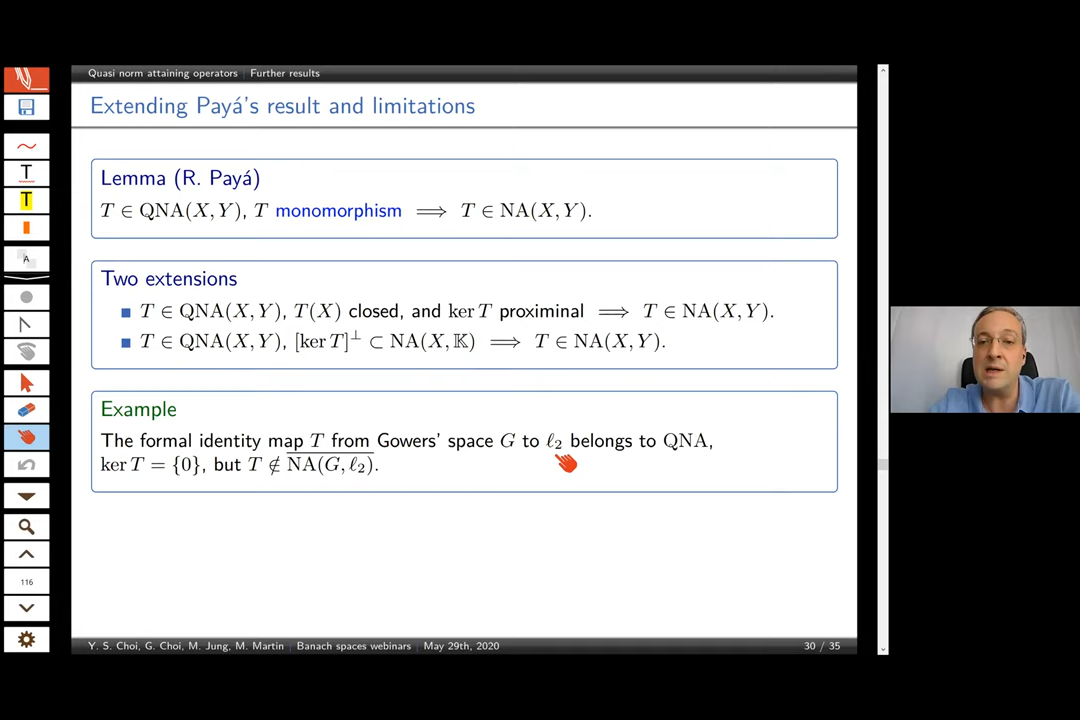 Quasi norm attaining operators | Further results
Extending Payá's result and limitations
Lemma (R. Payá)
T ∈ QNA(X, Y), T monomorphism ⟹ T ∈ NA(X, Y).
Two extensions
T ∈ QNA(X, Y), T(X) closed, and ker T proximinal ⟹ T ∈ NA(X, Y).
T ∈ QNA(X, Y), [ker T]^⊥ ⊂ NA(X, 𝕂) ⟹ T ∈ NA(X, Y).
Example
The formal identity map T from Gowers' space G to ℓ₂ belongs to QNA,
ker T = {0}, but T ∉ \overline{NA(G, ℓ₂)}.
T
T
A
116
Y. S. Choi, G. Choi, M. Jung, M. Martín | Banach spaces webinars | May 29th, 2020 30 / 35